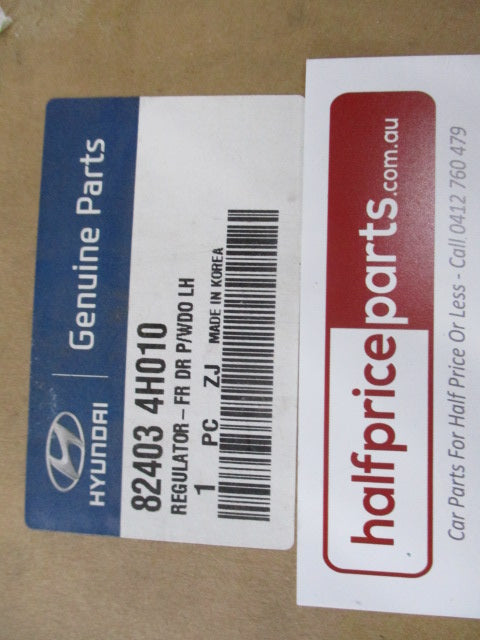 HYUNDAI | Genuine Parts
82403 4H010
REGULATOR - FR DR P/WDO LH
1 PC ZJ MADE IN KOREA
halfpriceparts.com.au
Car Parts For Half Price Or Less - Call 0412 760 479